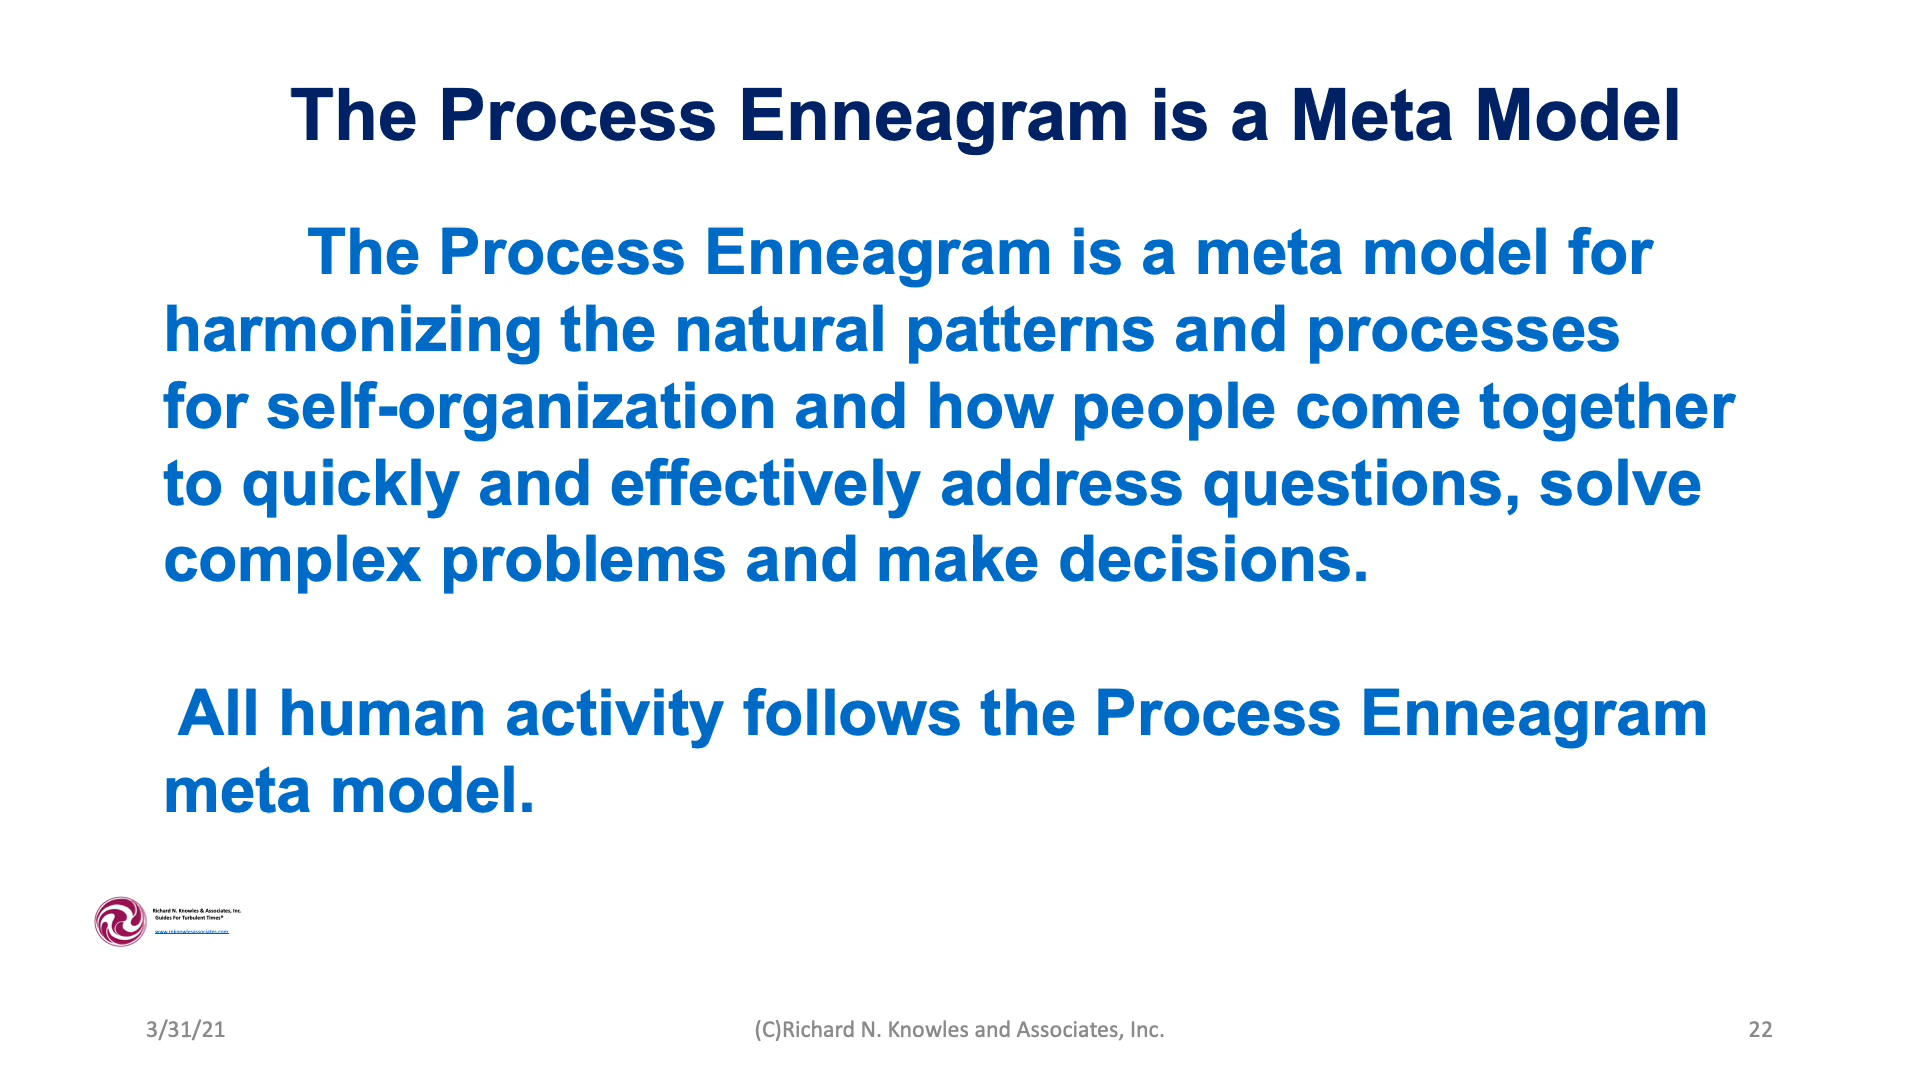 The Process Enneagram is a Meta Model
The Process Enneagram is a meta model for
harmonizing the natural patterns and processes
for self-organization and how people come together
to quickly and effectively address questions, solve
complex problems and make decisions.
All human activity follows the Process Enneagram
meta model.
Richard N. Knowles & Associates, Inc.
Guides For Turbulent Times®
www.rnknowlesassociates.com
3/31/21
(C)Richard N. Knowles and Associates, Inc.
22